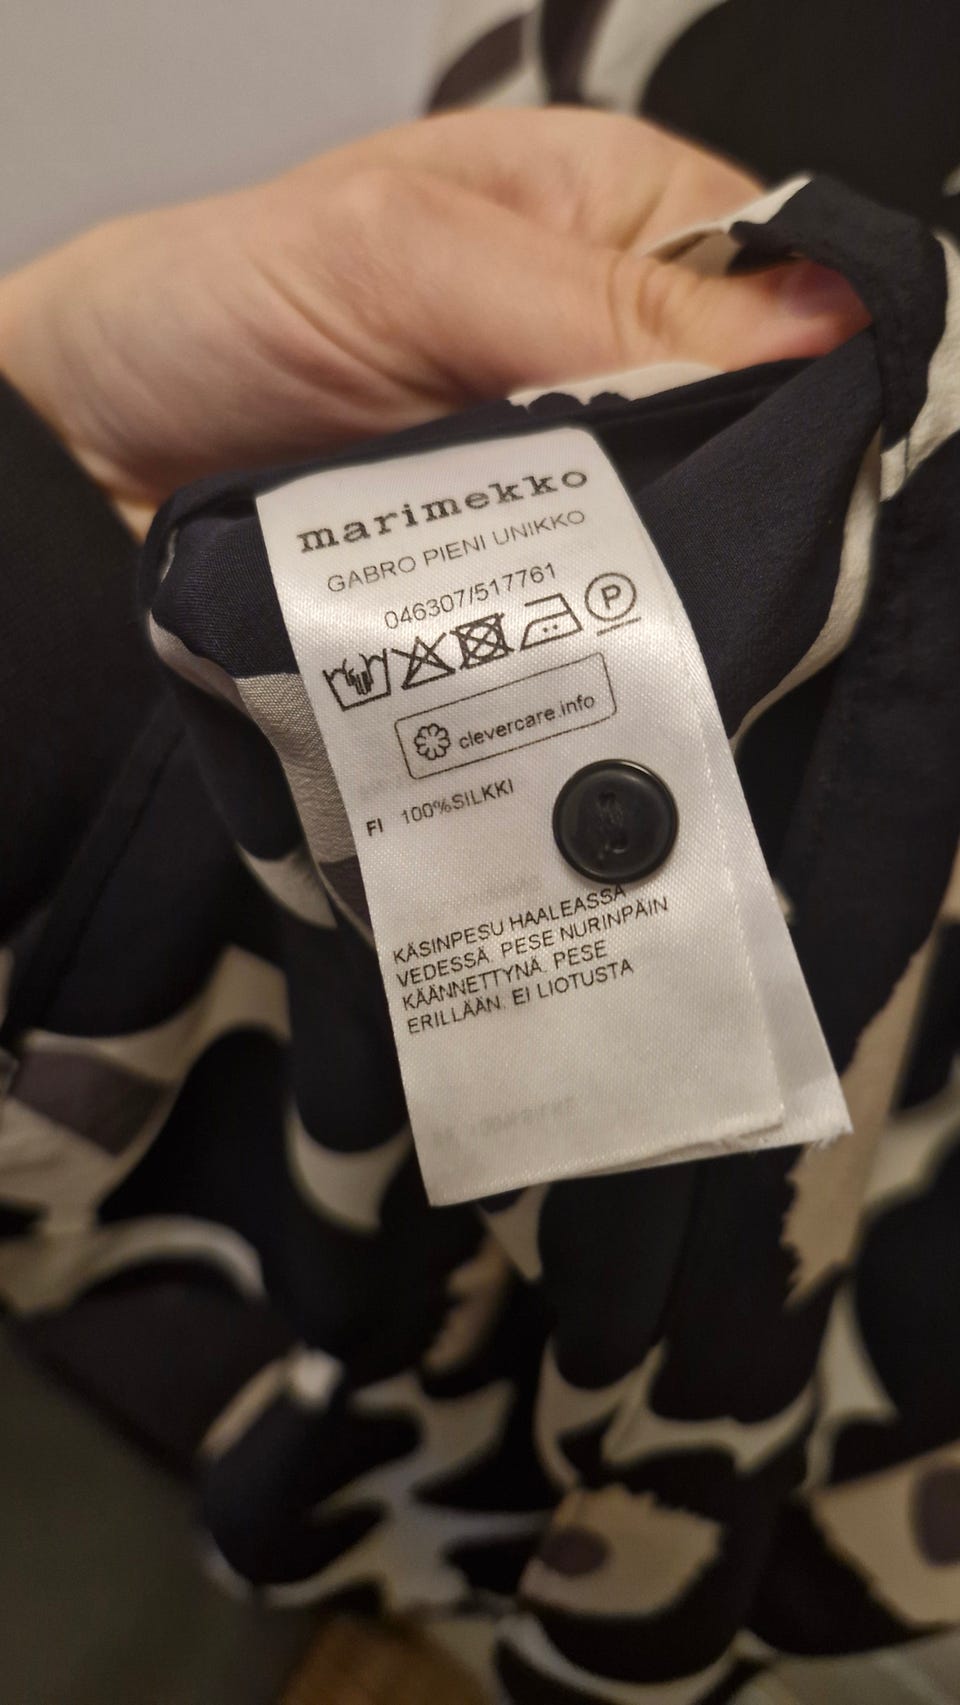 marimekko
GABRO PIENI UNIKKO
046307/517761
P
clevercare.info
FI 100%SILKKI
KÄSINPESU HAALEASSA
VEDESSÄ. PESE NURINPÄIN
KÄÄNNETTYNÄ. PESE
ERILLÄÄN. EI LIOTUSTA